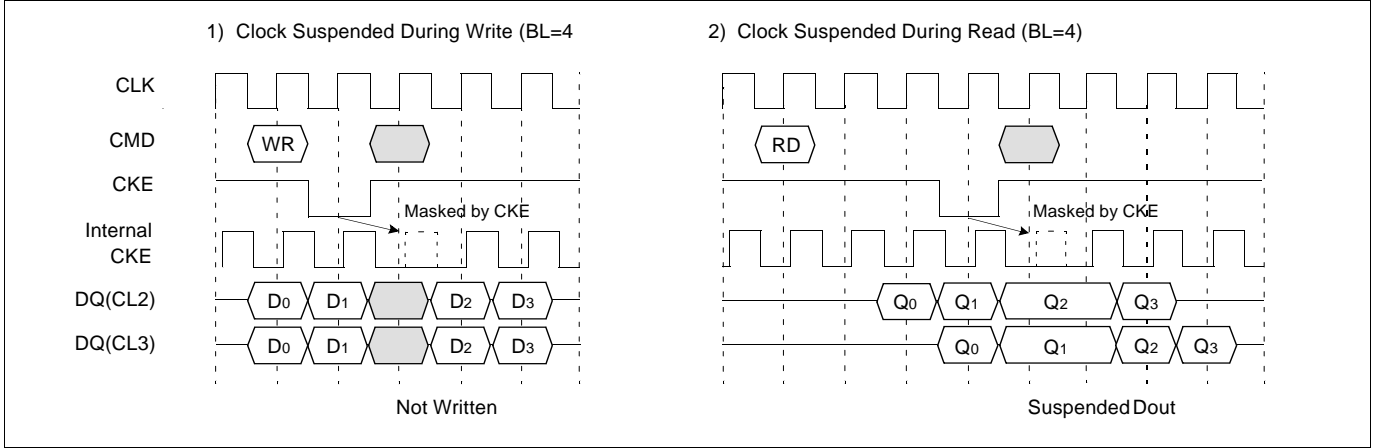 1) Clock Suspended During Write (BL=4
2) Clock Suspended During Read (BL=4)
CLK
CMD
WR
RD
CKE
Masked by CKE
Masked by CKE
Internal
CKE
DQ(CL2)
D0 D1 D2 D3
Q0 Q1 Q2 Q3
DQ(CL3)
D0 D1 D2 D3
Q0 Q1 Q2 Q3
Not Written
Suspended Dout